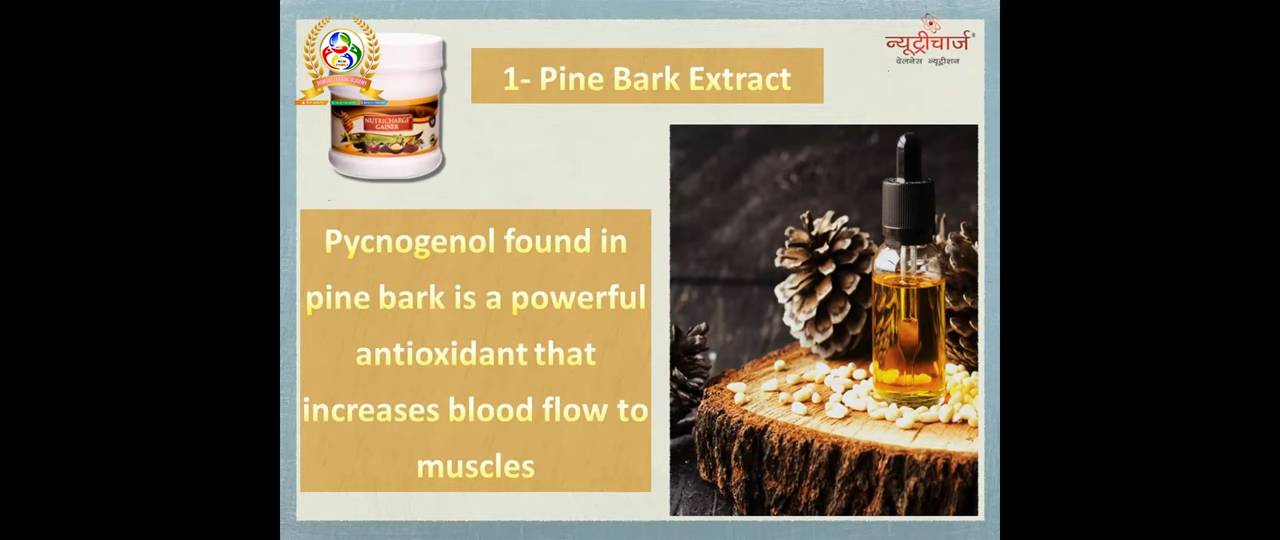 1- Pine Bark Extract
न्यूट्रीचार्ज®
वेलनेस न्यूट्रीशन
NUTRICHARGE
GAINER
Pycnogenol found in
pine bark is a powerful
antioxidant that
increases blood flow to
muscles